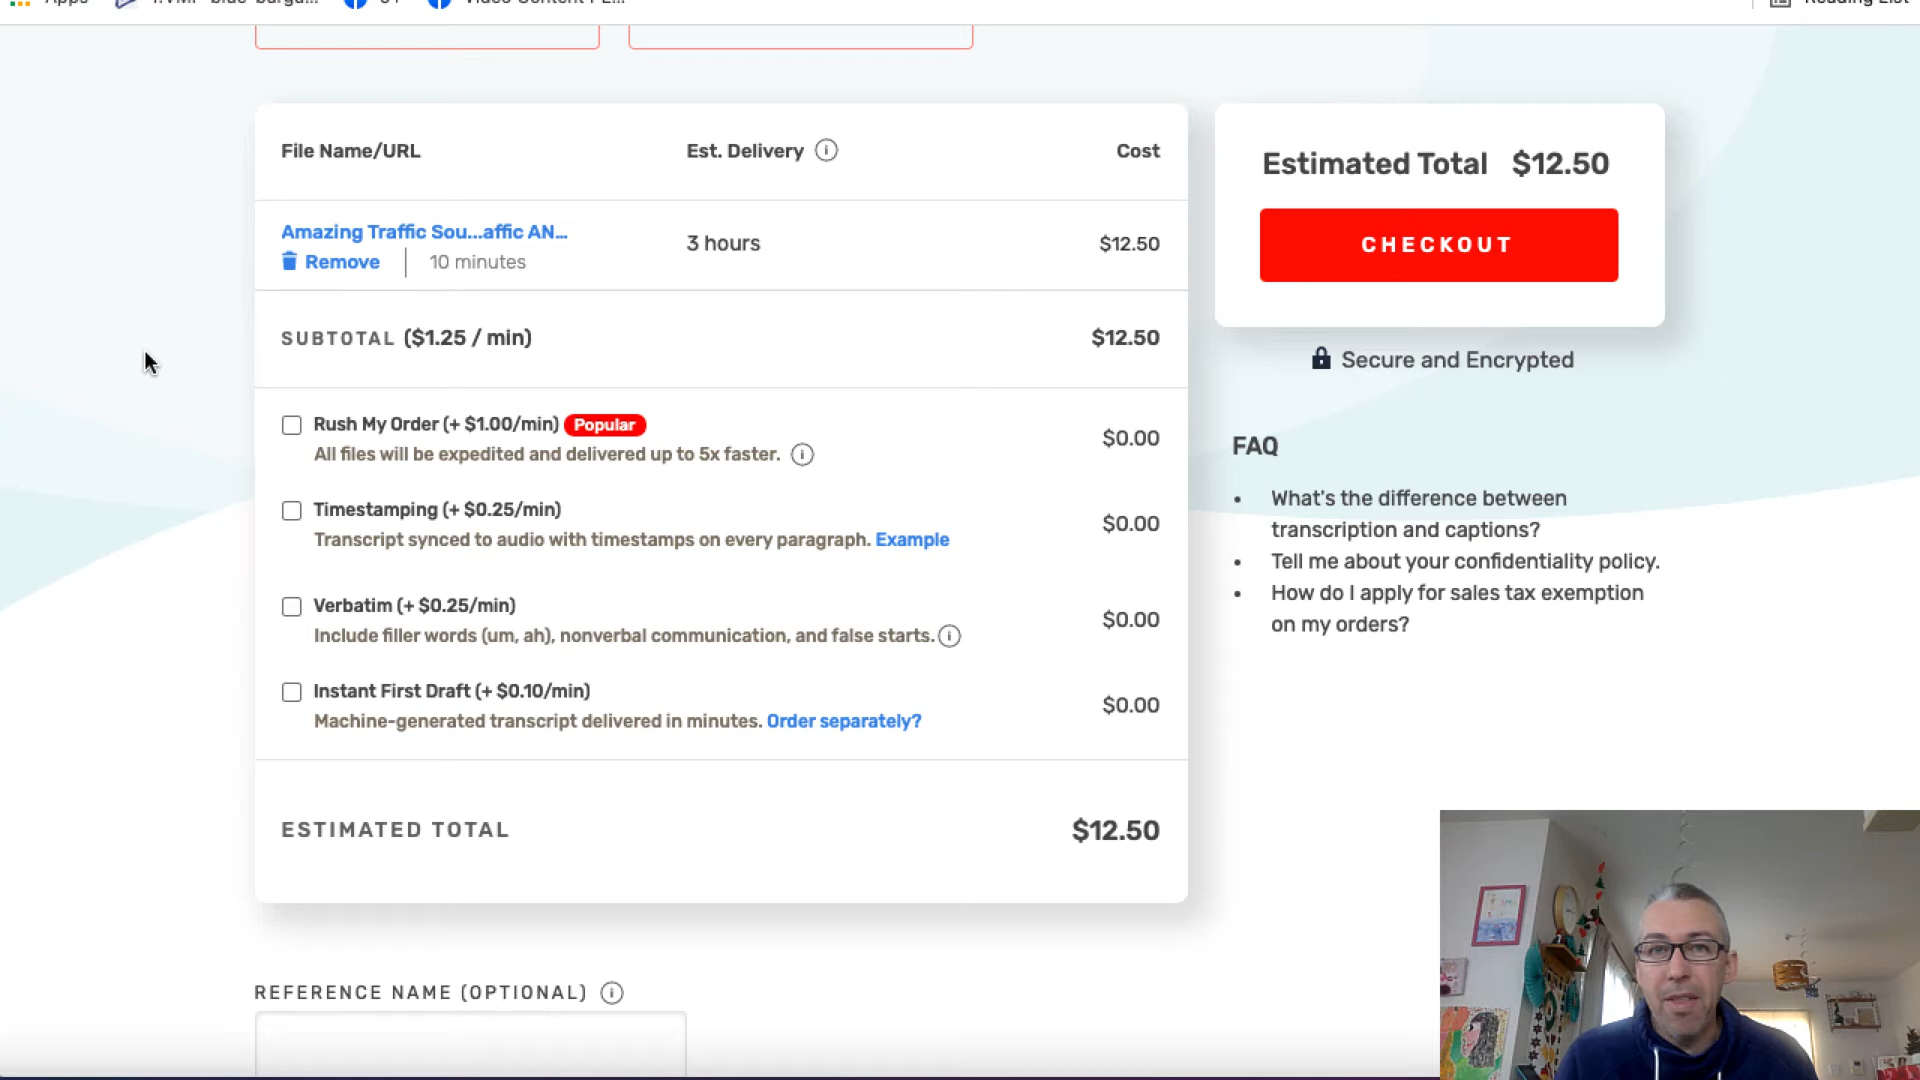 Apps
Reading List
File Name/URL Est. Delivery Cost
Amazing Traffic Sou...affic AN... 3 hours $12.50
Remove 10 minutes
SUBTOTAL ($1.25 / min) $12.50
Rush My Order (+ $1.00/min) Popular $0.00
All files will be expedited and delivered up to 5x faster.
Timestamping (+ $0.25/min) $0.00
Transcript synced to audio with timestamps on every paragraph. Example
Verbatim (+ $0.25/min) $0.00
Include filler words (um, ah), nonverbal communication, and false starts.
Instant First Draft (+ $0.10/min) $0.00
Machine-generated transcript delivered in minutes. Order separately?
ESTIMATED TOTAL $12.50
REFERENCE NAME (OPTIONAL)
Estimated Total $12.50
CHECKOUT
Secure and Encrypted
FAQ
• What's the difference between
transcription and captions?
• Tell me about your confidentiality policy.
• How do I apply for sales tax exemption
on my orders?